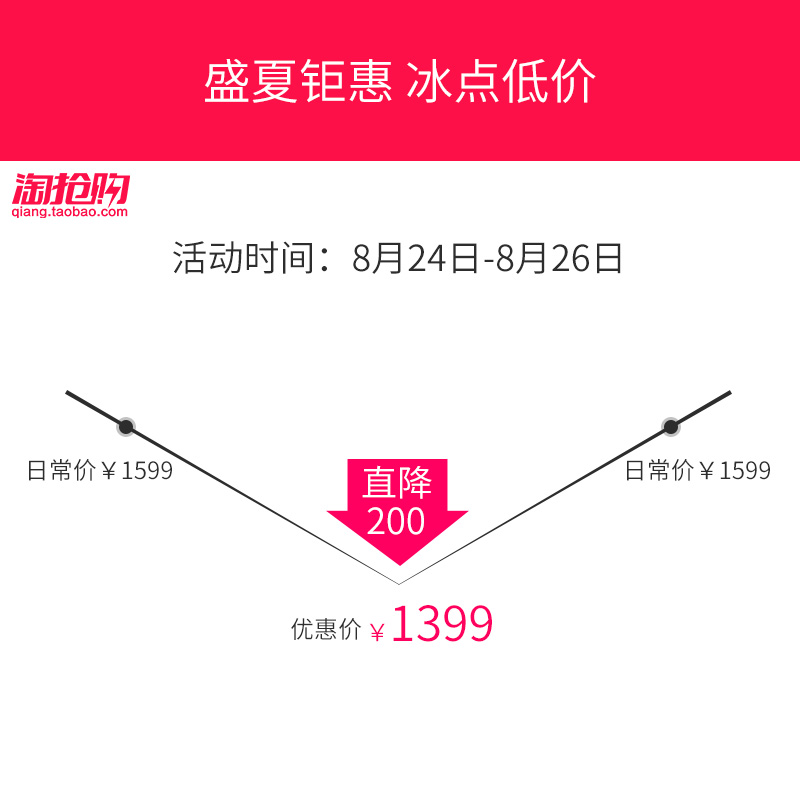 盛夏钜惠 冰点低价
淘抢购
qiang.taobao.com
活动时间：8月24日-8月26日
日常价￥1599
日常价￥1599
直降
200
优惠价￥1399